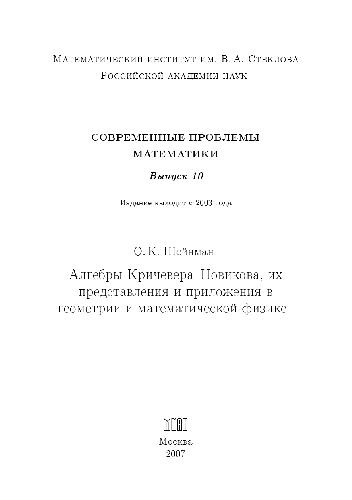 Математический институт им. В. А. Стеклова
Российской академии наук
СОВРЕМЕННЫЕ ПРОБЛЕМЫ
МАТЕМАТИКИ
Выпуск 10
Издание выходит с 2003 года
О. К. Шейнман
Алгебры Кричевера–Новикова, их
представления и приложения в
геометрии и математической физике
Москва
2007